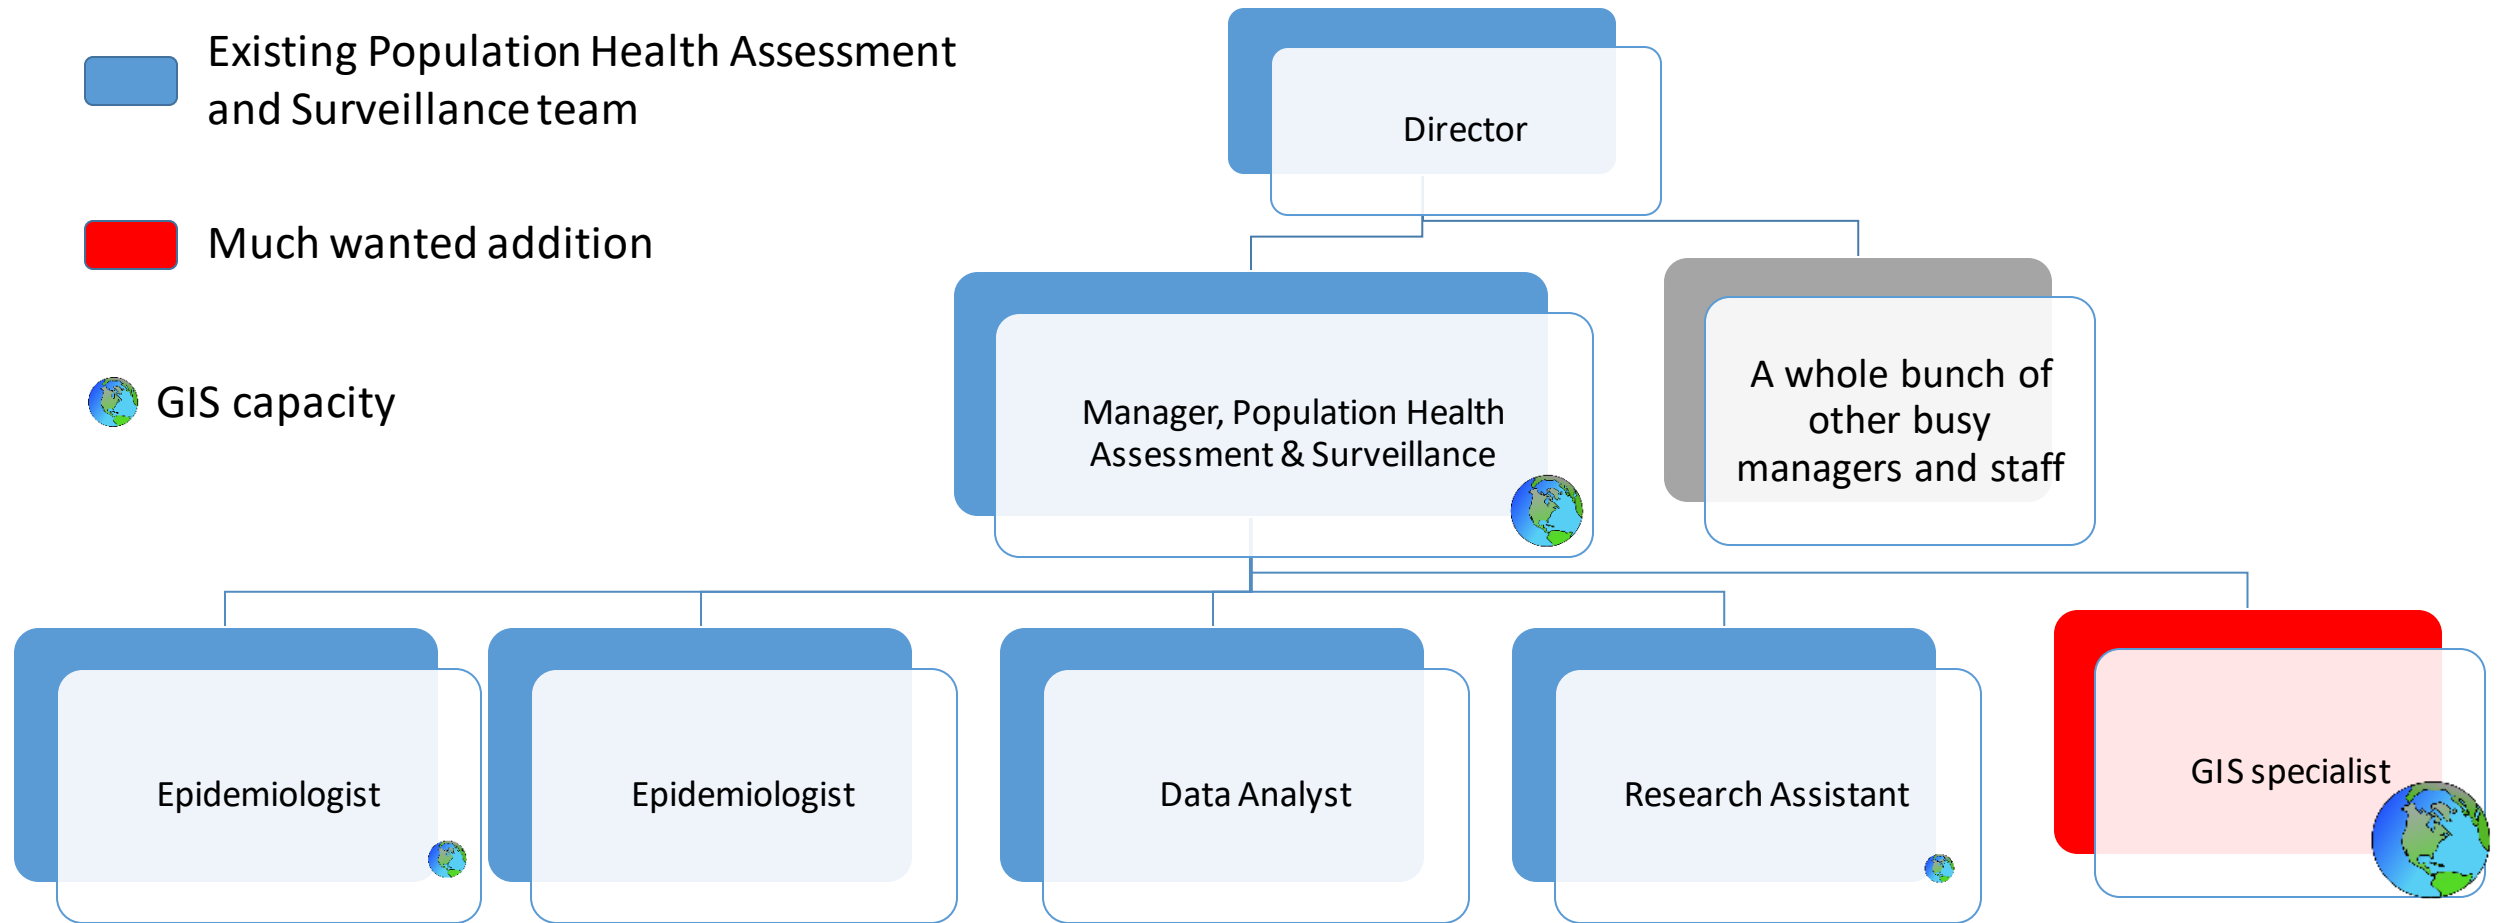 Existing Population Health Assessment
and Surveillance team
Much wanted addition
GIS capacity
Director
Manager, Population Health
Assessment & Surveillance
A whole bunch of
other busy
managers and staff
Epidemiologist
Epidemiologist
Data Analyst
Research Assistant
GIS specialist